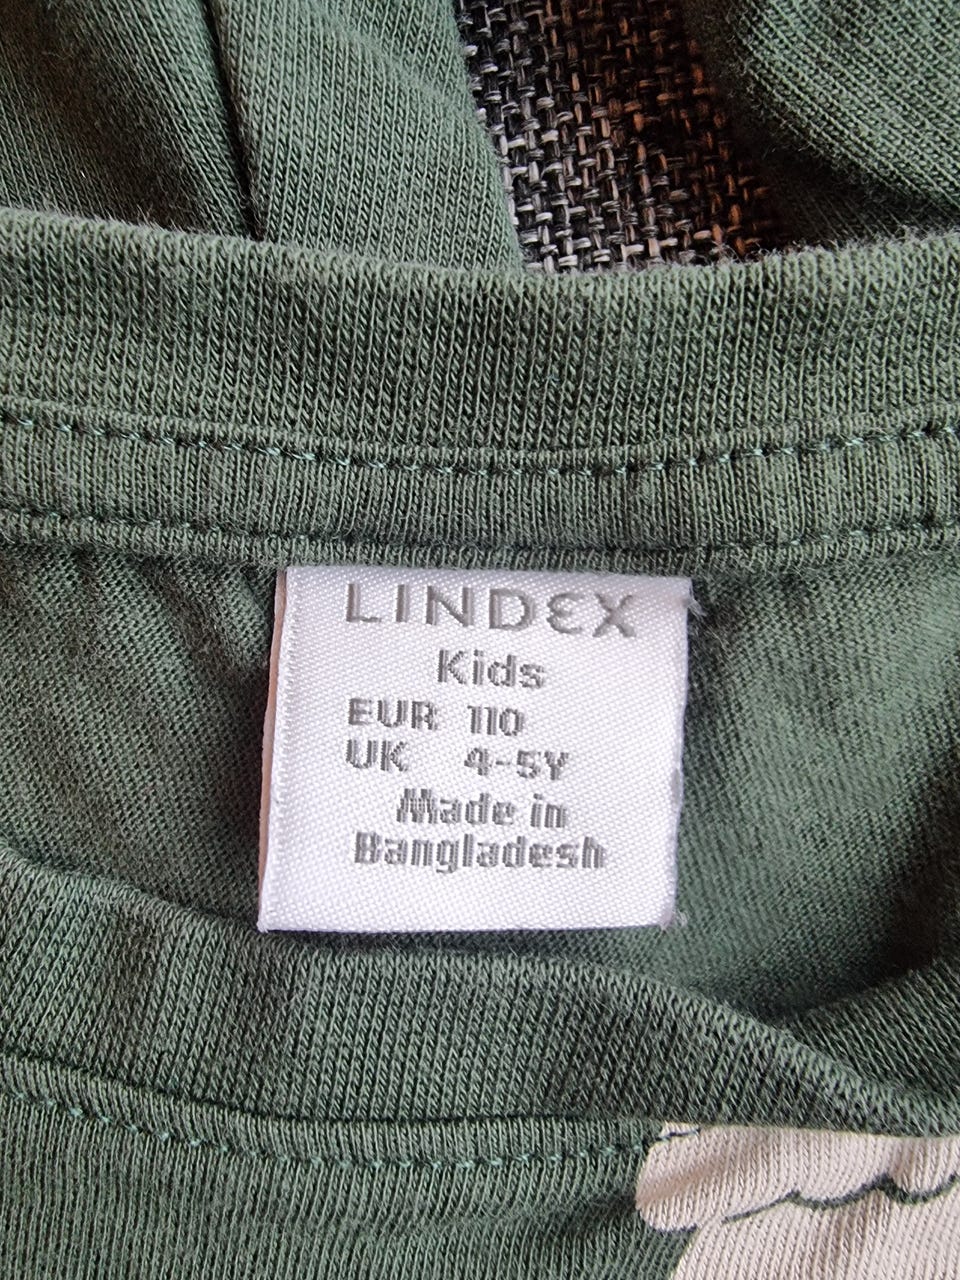 LINDEX
Kids
EUR 110
UK 4-5Y
Made in
Bangladesh